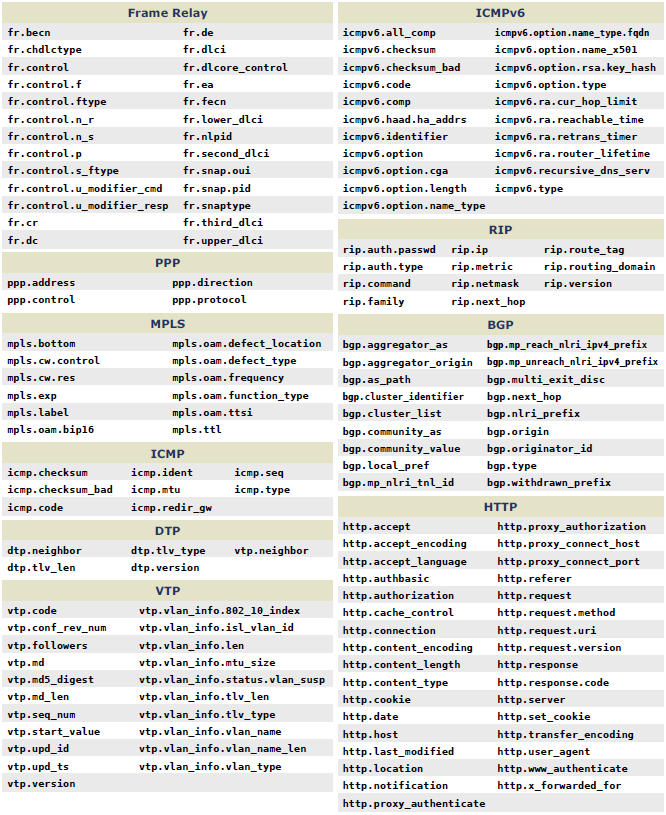 Frame Relay
fr.becn fr.de
fr.chdlctype fr.dlci
fr.control fr.dlcore_control
fr.control.f fr.ea
fr.control.ftype fr.fecn
fr.control.n_r fr.lower_dlci
fr.control.n_s fr.nlpid
fr.control.p fr.second_dlci
fr.control.s_ftype fr.snap.oui
fr.control.u_modifier_cmd fr.snap.pid
fr.control.u_modifier_resp fr.snaptype
fr.cr fr.third_dlci
fr.dc fr.upper_dlci
PPP
ppp.address ppp.direction
ppp.control ppp.protocol
MPLS
mpls.bottom mpls.oam.defect_location
mpls.cw.control mpls.oam.defect_type
mpls.cw.res mpls.oam.frequency
mpls.exp mpls.oam.function_type
mpls.label mpls.oam.ttsi
mpls.oam.bip16 mpls.ttl
ICMP
icmp.checksum icmp.ident icmp.seq
icmp.checksum_bad icmp.mtu icmp.type
icmp.code icmp.redir_gw
DTP
dtp.neighbor dtp.tlv_type vtp.neighbor
dtp.tlv_len dtp.version
VTP
vtp.code vtp.vlan_info.802_10_index
vtp.conf_rev_num vtp.vlan_info.isl_vlan_id
vtp.followers vtp.vlan_info.len
vtp.md vtp.vlan_info.mtu_size
vtp.md5_digest vtp.vlan_info.status.vlan_susp
vtp.md_len vtp.vlan_info.tlv_len
vtp.seq_num vtp.vlan_info.tlv_type
vtp.start_value vtp.vlan_info.vlan_name
vtp.upd_id vtp.vlan_info.vlan_name_len
vtp.upd_ts vtp.vlan_info.vlan_type
vtp.version
ICMPv6
icmpv6.all_comp icmpv6.option.name_type.fqdn
icmpv6.checksum icmpv6.option.name_x501
icmpv6.checksum_bad icmpv6.option.rsa.key_hash
icmpv6.code icmpv6.option.type
icmpv6.comp icmpv6.ra.cur_hop_limit
icmpv6.haad.ha_addrs icmpv6.ra.reachable_time
icmpv6.identifier icmpv6.ra.retrans_timer
icmpv6.option icmpv6.ra.router_lifetime
icmpv6.option.cga icmpv6.recursive_dns_serv
icmpv6.option.length icmpv6.type
icmpv6.option.name_type
RIP
rip.auth.passwd rip.ip rip.route_tag
rip.auth.type rip.metric rip.routing_domain
rip.command rip.netmask rip.version
rip.family rip.next_hop
BGP
bgp.aggregator_as bgp.mp_reach_nlri_ipv4_prefix
bgp.aggregator_origin bgp.mp_unreach_nlri_ipv4_prefix
bgp.as_path bgp.multi_exit_disc
bgp.cluster_identifier bgp.next_hop
bgp.cluster_list bgp.nlri_prefix
bgp.community_as bgp.origin
bgp.community_value bgp.originator_id
bgp.local_pref bgp.type
bgp.mp_nlri_tnl_id bgp.withdrawn_prefix
HTTP
http.accept http.proxy_authorization
http.accept_encoding http.proxy_connect_host
http.accept_language http.proxy_connect_port
http.authbasic http.referer
http.authorization http.request
http.cache_control http.request.method
http.connection http.request.uri
http.content_encoding http.request.version
http.content_length http.response
http.content_type http.response.code
http.cookie http.server
http.date http.set_cookie
http.host http.transfer_encoding
http.last_modified http.user_agent
http.location http.www_authenticate
http.notification http.x_forwarded_for
http.proxy_authenticate